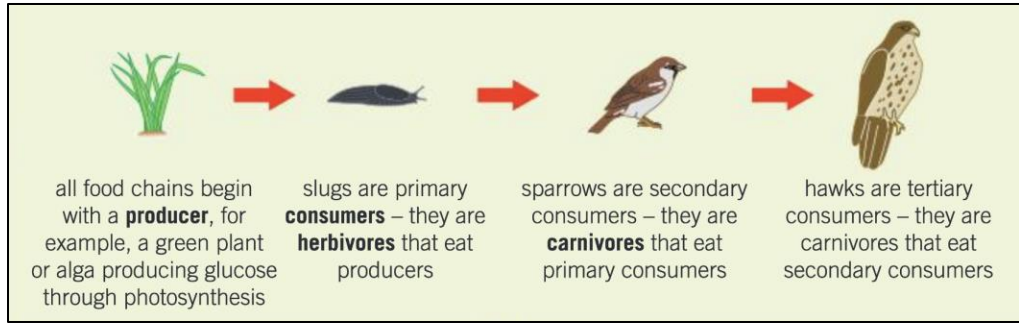 all food chains begin
with a producer, for
example, a green plant
or alga producing glucose
through photosynthesis
slugs are primary
consumers – they are
herbivores that eat
producers
sparrows are secondary
consumers – they are
carnivores that eat
primary consumers
hawks are tertiary
consumers – they are
carnivores that eat
secondary consumers